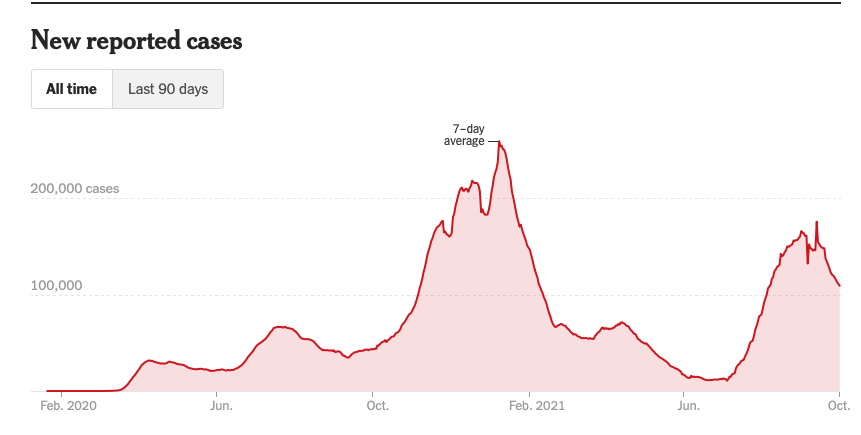 New reported cases
All time
Last 90 days
7–day
average
200,000 cases
100,000
Feb. 2020
Jun.
Oct.
Feb. 2021
Jun.
Oct.